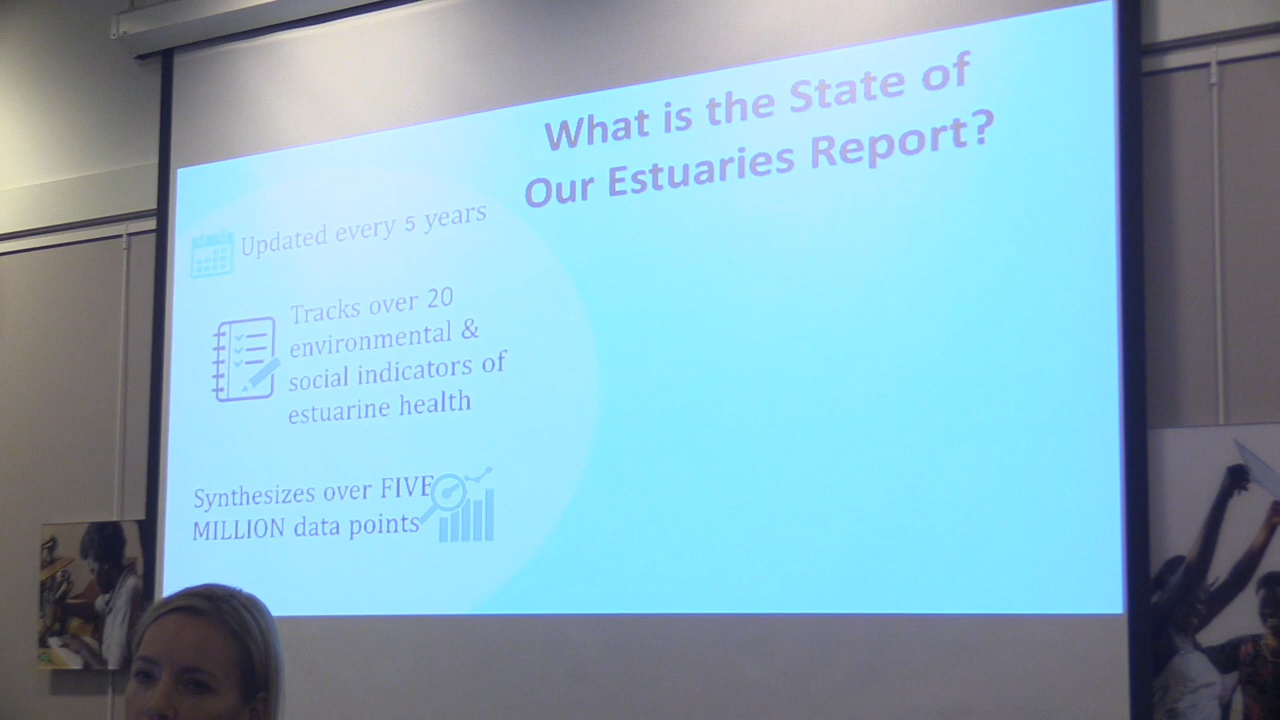 What is the State of
Our Estuaries Report?
Updated every 5 years
Tracks over 20
environmental &
social indicators of
estuarine health
Synthesizes over FIVE
MILLION data points